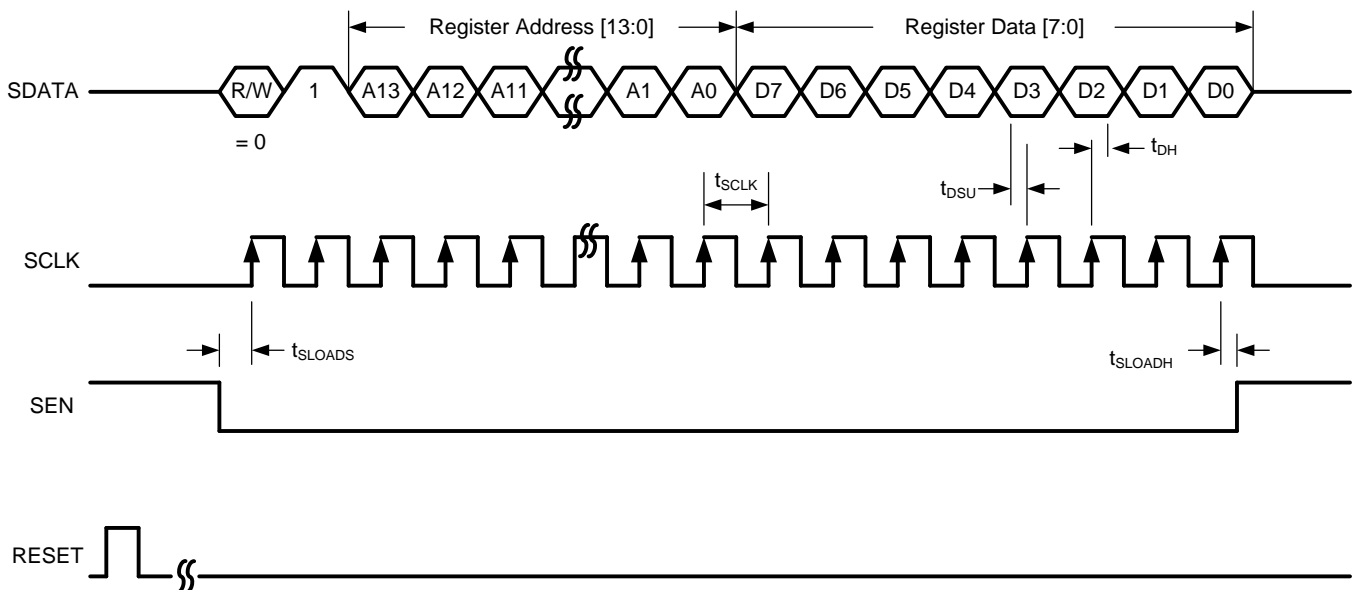 Register Address [13:0] Register Data [7:0]
SDATA R/W 1 A13 A12 A11 A1 A0 D7 D6 D5 D4 D3 D2 D1 D0
= 0
tDH
tSCLK
tDSU
SCLK
tSLOADS
tSLOADH
SEN
RESET